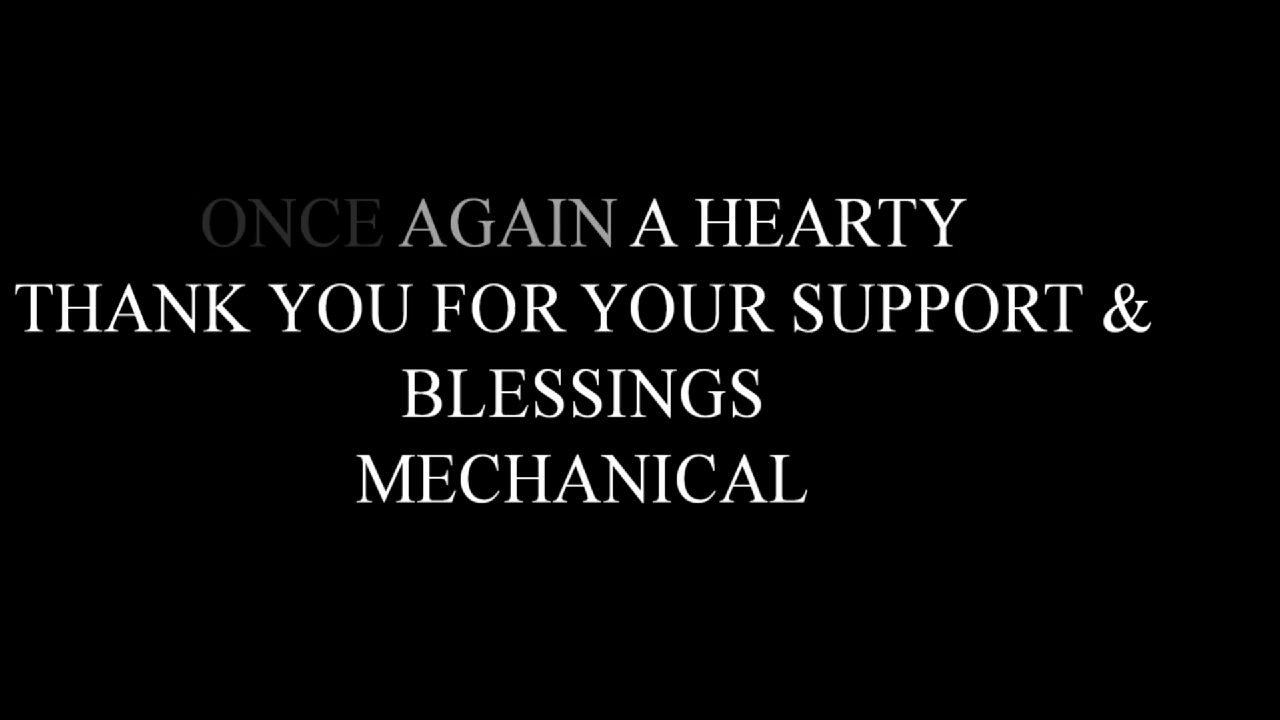 ONCE AGAIN A HEARTY
THANK YOU FOR YOUR SUPPORT &
BLESSINGS
MECHANICAL